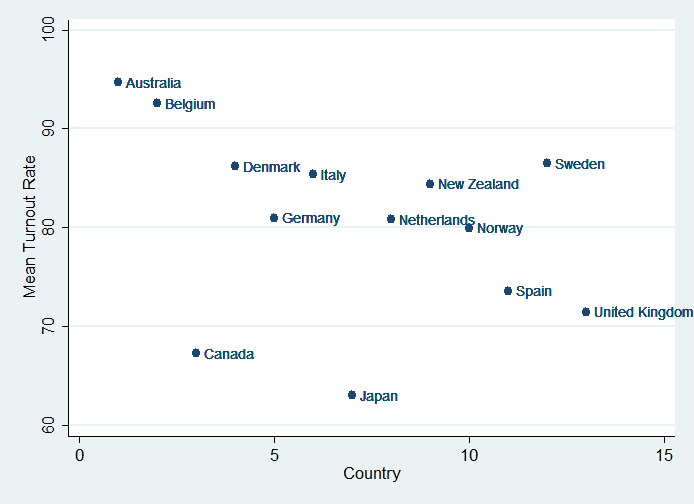 100
90
80
70
60
Mean Turnout Rate
Australia
Belgium
Denmark
Italy
Sweden
New Zealand
Germany
Netherlands
Norway
Spain
United Kingdom
Canada
Japan
0
5
10
15
Country